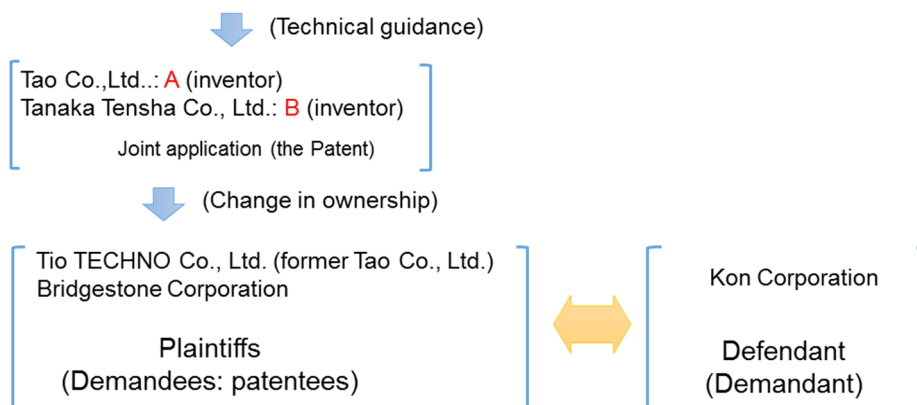 (Technical guidance)
Tao Co.,Ltd..: A (inventor)
Tanaka Tensha Co., Ltd.: B (inventor)
Joint application (the Patent)
(Change in ownership)
Tio TECHNO Co., Ltd. (former Tao Co., Ltd.)
Bridgestone Corporation
Plaintiffs
(Demandees: patentees)
Kon Corporation
Defendant
(Demandant)